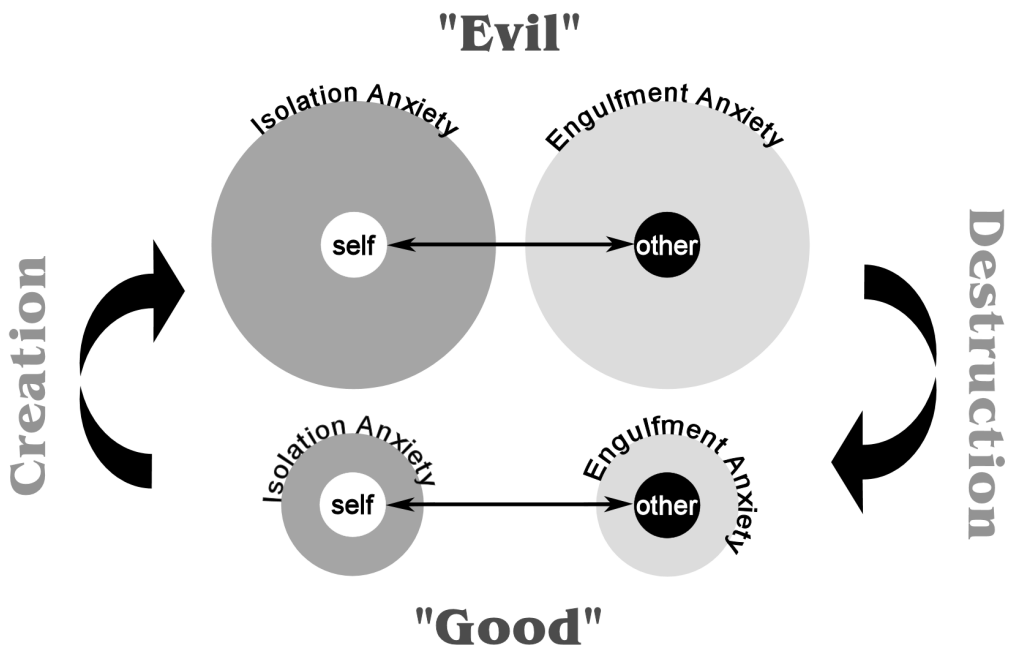 "Evil"
Isolation Anxiety
Engulfment Anxiety
self
other
Creation
Destruction
Isolation Anxiety
Engulfment Anxiety
self
other
"Good"